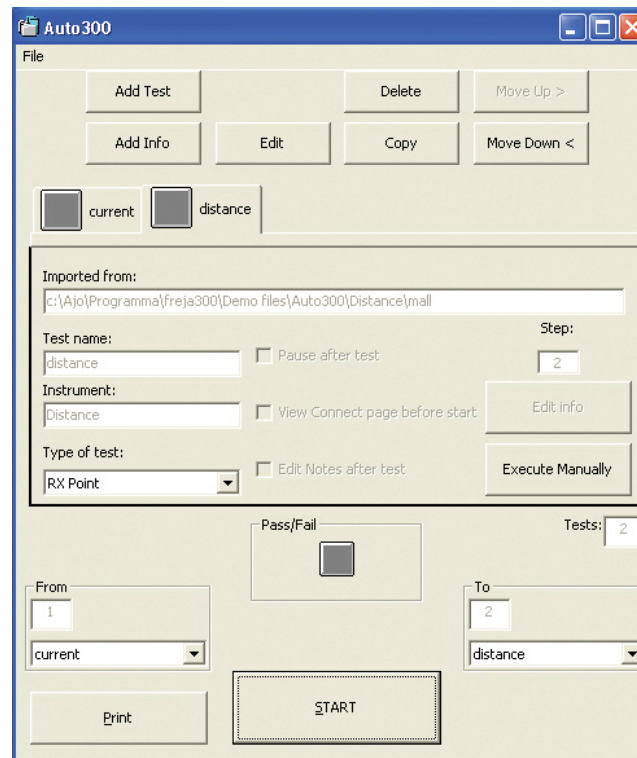 Auto300
File
Add Test Delete Move Up >
Add Info Edit Copy Move Down <
current distance
Imported from:
c:\Ajo\Programma\freja300\Demo files\Auto300\Distance\mall
Test name: Step:
distance Pause after test 2
Instrument:
Distance View Connect page before start Edit info
Type of test:
RX Point Edit Notes after test Execute Manually
Pass/Fail Tests: 2
From To
1 2
current distance
Print START